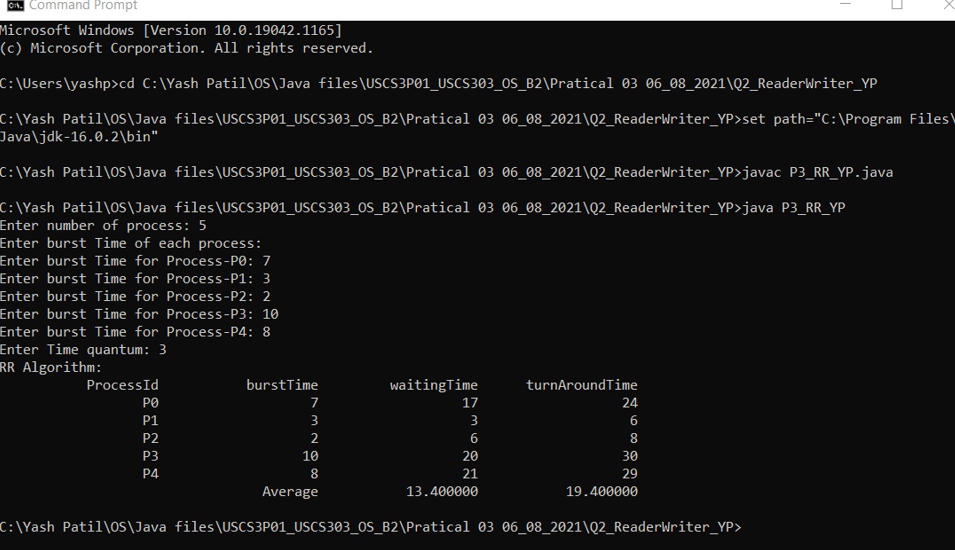 Command Prompt
Microsoft Windows [Version 10.0.19042.1165]
(c) Microsoft Corporation. All rights reserved.
C:\Users\yashp>cd C:\Yash Patil\OS\Java files\USCS3P01_USCS303_OS_B2\Pratical 03 06_08_2021\Q2_ReaderWriter_YP
C:\Yash Patil\OS\Java files\USCS3P01_USCS303_OS_B2\Pratical 03 06_08_2021\Q2_ReaderWriter_YP>set path="C:\Program Files\
Java\jdk-16.0.2\bin"
C:\Yash Patil\OS\Java files\USCS3P01_USCS303_OS_B2\Pratical 03 06_08_2021\Q2_ReaderWriter_YP>javac P3_RR_YP.java
C:\Yash Patil\OS\Java files\USCS3P01_USCS303_OS_B2\Pratical 03 06_08_2021\Q2_ReaderWriter_YP>java P3_RR_YP
Enter number of process: 5
Enter burst Time of each process:
Enter burst Time for Process-P0: 7
Enter burst Time for Process-P1: 3
Enter burst Time for Process-P2: 2
Enter burst Time for Process-P3: 10
Enter burst Time for Process-P4: 8
Enter Time quantum: 3
RR Algorithm:
ProcessId burstTime waitingTime turnAroundTime
P0 7 17 24
P1 3 3 6
P2 2 6 8
P3 10 20 30
P4 8 21 29
Average 13.400000 19.400000
C:\Yash Patil\OS\Java files\USCS3P01_USCS303_OS_B2\Pratical 03 06_08_2021\Q2_ReaderWriter_YP>